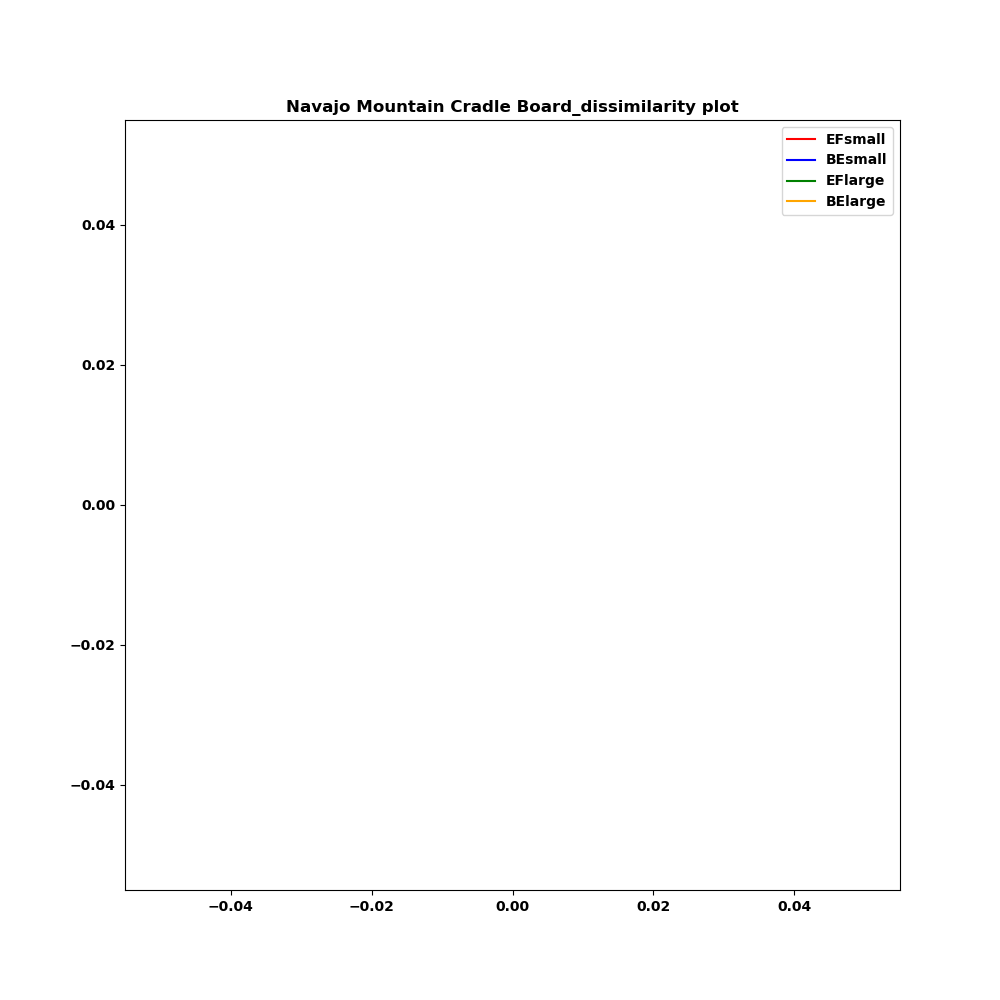 Navajo Mountain Cradle Board_dissimilarity plot
EFsmall
BEsmall
EFlarge
BElarge
0.04
0.02
0.00
−0.02
−0.04
−0.04 −0.02 0.00 0.02 0.04